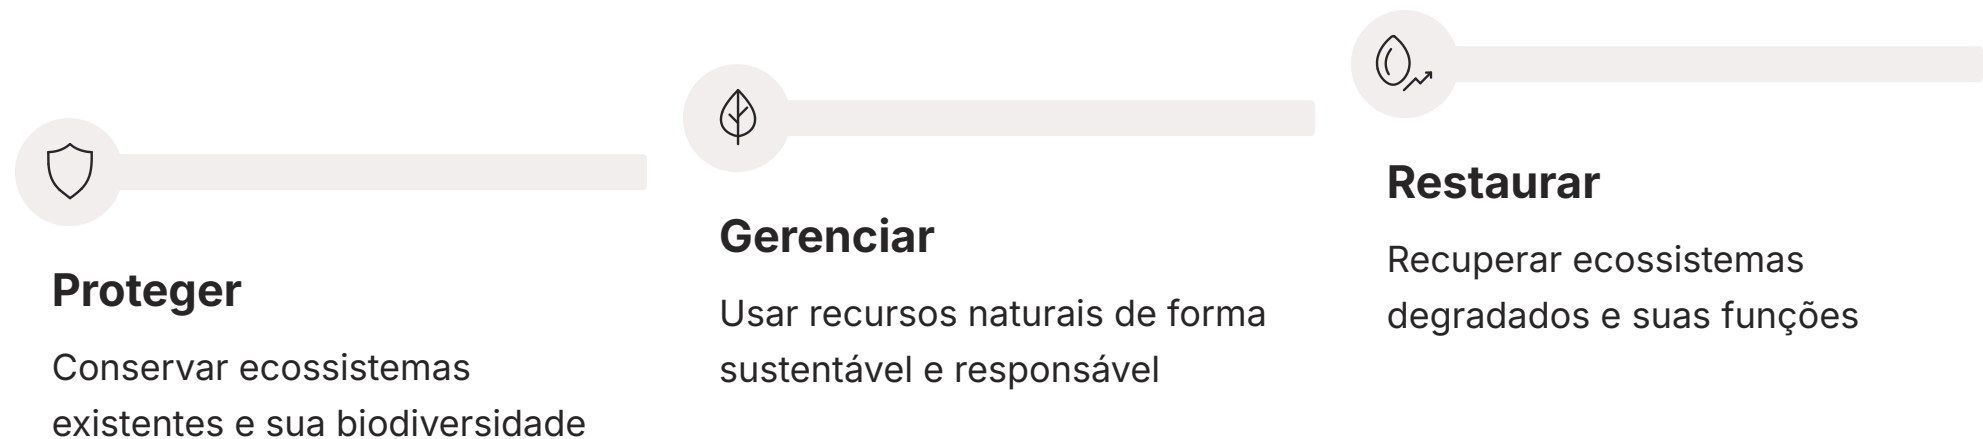 Proteger
Conservar ecossistemas
existentes e sua biodiversidade
Gerenciar
Usar recursos naturais de forma
sustentável e responsável
Restaurar
Recuperar ecossistemas
degradados e suas funções